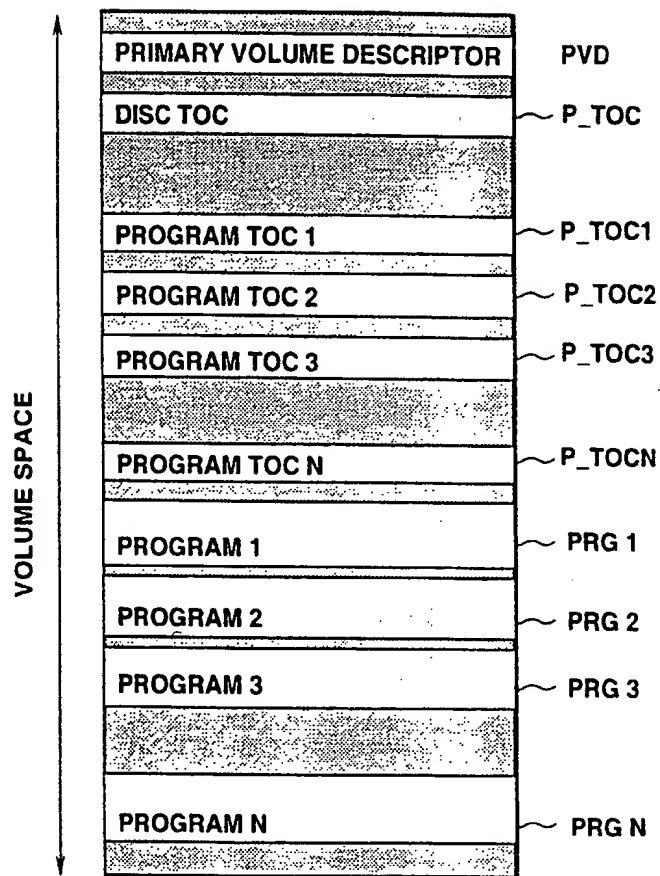 PRIMARY VOLUME DESCRIPTOR PVD
DISC TOC P_TOC
PROGRAM TOC 1 P_TOC1
PROGRAM TOC 2 P_TOC2
PROGRAM TOC 3 P_TOC3
PROGRAM TOC N P_TOCN
PROGRAM 1 PRG 1
PROGRAM 2 PRG 2
PROGRAM 3 PRG 3
PROGRAM N PRG N
VOLUME SPACE